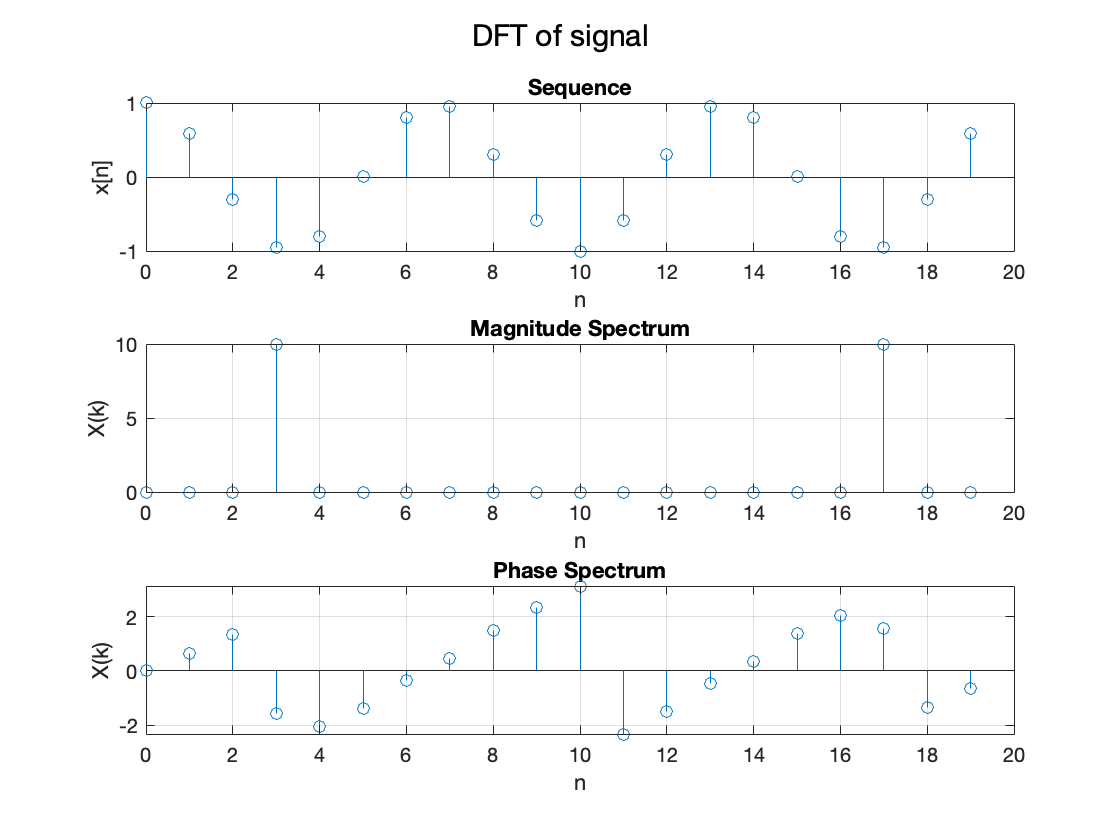 DFT of signal
Sequence
1
0
-1
x[n]
0 2 4 6 8 10 12 14 16 18 20
n
Magnitude Spectrum
10
5
0
X(k)
0 2 4 6 8 10 12 14 16 18 20
n
Phase Spectrum
2
0
-2
X(k)
0 2 4 6 8 10 12 14 16 18 20
n